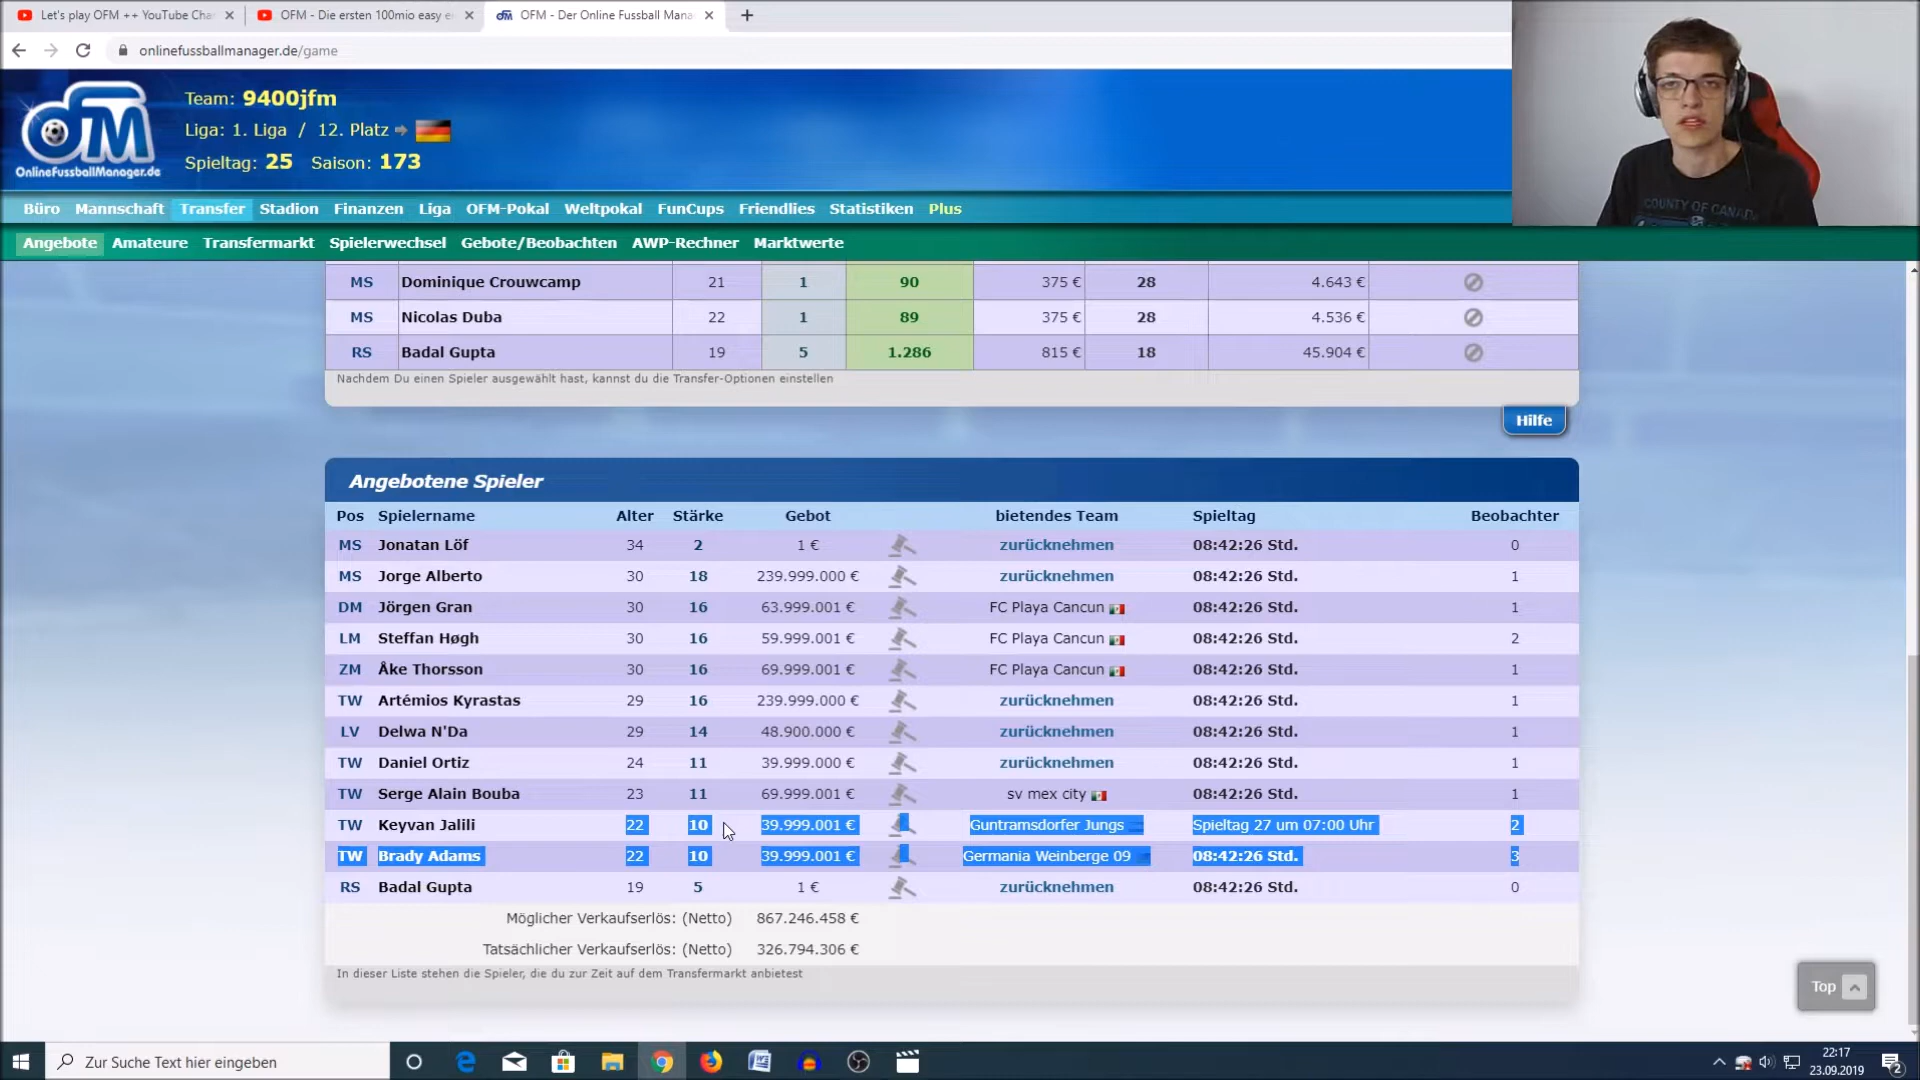 Let's play OFM ++ YouTube Cha
OFM - Die ersten 100mio easy e
OFM - Der Online Fussball Mana
onlinefussballmanager.de/game
OFM
OnlineFussballManager.de
Team: 9400jfm
Liga: 1. Liga / 12. Platz
Spieltag: 25 Saison: 173
COUNTY OF CANADA
Büro Mannschaft Transfer Stadion Finanzen Liga OFM-Pokal Weltpokal FunCups Friendlies Statistiken Plus
Angebote Amateure Transfermarkt Spielerwechsel Gebote/Beobachten AWP-Rechner Marktwerte
MS Dominique Crouwcamp 21 1 90 375 € 28 4.643 €
MS Nicolas Duba 22 1 89 375 € 28 4.536 €
RS Badal Gupta 19 5 1.286 815 € 18 45.904 €
Nachdem Du einen Spieler ausgewählt hast, kannst du die Transfer-Optionen einstellen
Hilfe
Angebotene Spieler
Pos Spielername Alter Stärke Gebot bietendes Team Spieltag Beobachter
MS Jonatan Löf 34 2 1 € zurücknehmen 08:42:26 Std. 0
MS Jorge Alberto 30 18 239.999.000 € zurücknehmen 08:42:26 Std. 1
DM Jörgen Gran 30 16 63.999.001 € FC Playa Cancun 08:42:26 Std. 1
LM Steffan Høgh 30 16 59.999.001 € FC Playa Cancun 08:42:26 Std. 2
ZM Åke Thorsson 30 16 69.999.001 € FC Playa Cancun 08:42:26 Std. 1
TW Artémios Kyrastas 29 16 239.999.000 € zurücknehmen 08:42:26 Std. 1
LV Delwa N'Da 29 14 48.900.000 € zurücknehmen 08:42:26 Std. 1
TW Daniel Ortiz 24 11 39.999.000 € zurücknehmen 08:42:26 Std. 1
TW Serge Alain Bouba 23 11 69.999.001 € sv mex city 08:42:26 Std. 1
TW Keyvan Jalili 22 10 39.999.001 € Guntramsdorfer Jungs Spieltag 27 um 07:00 Uhr 2
TW Brady Adams 22 10 39.999.001 € Germania Weinberge 09 08:42:26 Std. 3
RS Badal Gupta 19 5 1 € zurücknehmen 08:42:26 Std. 0
Möglicher Verkaufserlös: (Netto) 867.246.458 €
Tatsächlicher Verkaufserlös: (Netto) 326.794.306 €
In dieser Liste stehen die Spieler, die du zur Zeit auf dem Transfermarkt anbietest
Top
Zur Suche Text hier eingeben
22:17
23.09.2019
2